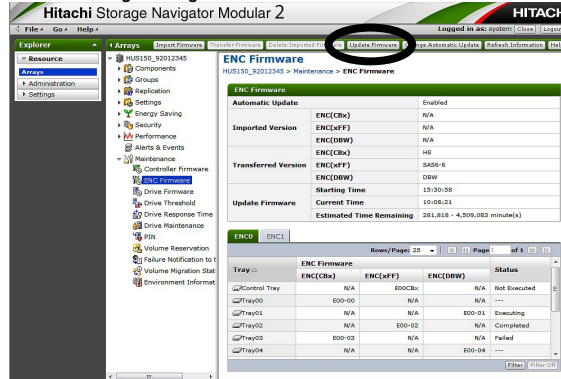 Hitachi Storage Navigator Modular 2
HITACH
File Go Help
Logged in as: system Close Logou
Explorer
Resource
Arrays
Administration
Settings
Arrays
HUS150_92012345
Components
Groups
Replication
Settings
Energy Saving
Security
Performance
Alerts & Events
Maintenance
Controller Firmware
ENC Firmware
Drive Firmware
Drive Threshold
Drive Response Time
Drive Maintenance
PIN
Volume Reservation
Failure Notification to t
Volume Migration Stat
Environment Informat
Import Firmware Transfer Firmware Delete Imported Update Firmware Automatic Update Refresh Information Hel
ENC Firmware
HUS150_92012345 > Maintenance > ENC Firmware
ENC Firmware
Automatic Update Enabled
Imported Version ENC(CBx) N/A
ENC(xFF) N/A
ENC(DBW) N/A
Transferred Version ENC(CBx) H8
ENC(xFF) SAS6-6
ENC(DBW) DBW
Update Firmware Starting Time 15:30:58
Current Time 10:08:21
Estimated Time Remaining 281,818 - 4,509,083 minute(s)
ENC0 ENC1
Rows/Page: 25 Page 1 of 1
Tray ENC Firmware Status
ENC(CBx) ENC(xFF) ENC(DBW)
Control Tray N/A E00CBx N/A Not Executed
Tray00 E00-00 N/A N/A ---
Tray01 N/A N/A E00-01 Executing
Tray02 N/A E00-02 N/A Completed
Tray03 E00-03 N/A N/A Failed
Tray04 N/A N/A E00-04 ---
Filter Filter Off